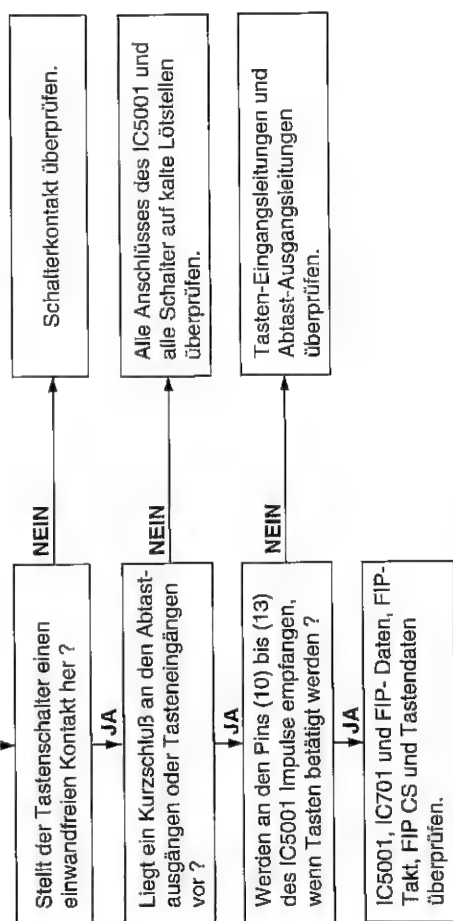 Stellt der Tastenschalter einen
einwandfreien Kontakt her ?
NEIN
Schalterkontakt überprüfen.
JA
Liegt ein Kurzschluß an den Abtast-
ausgängen oder Tasteneingängen
vor ?
NEIN
Alle Anschlüsses des IC5001 und
alle Schalter auf kalte Lötstellen
überprüfen.
JA
Werden an den Pins (10) bis (13)
des IC5001 Impulse empfangen,
wenn Tasten betätigt werden ?
NEIN
Tasten-Eingangsleitungen und
Abtast-Ausgangsleitungen
überprüfen.
JA
IC5001, IC701 und FIP- Daten, FIP-
Takt, FIP CS und Tastendaten
überprüfen.